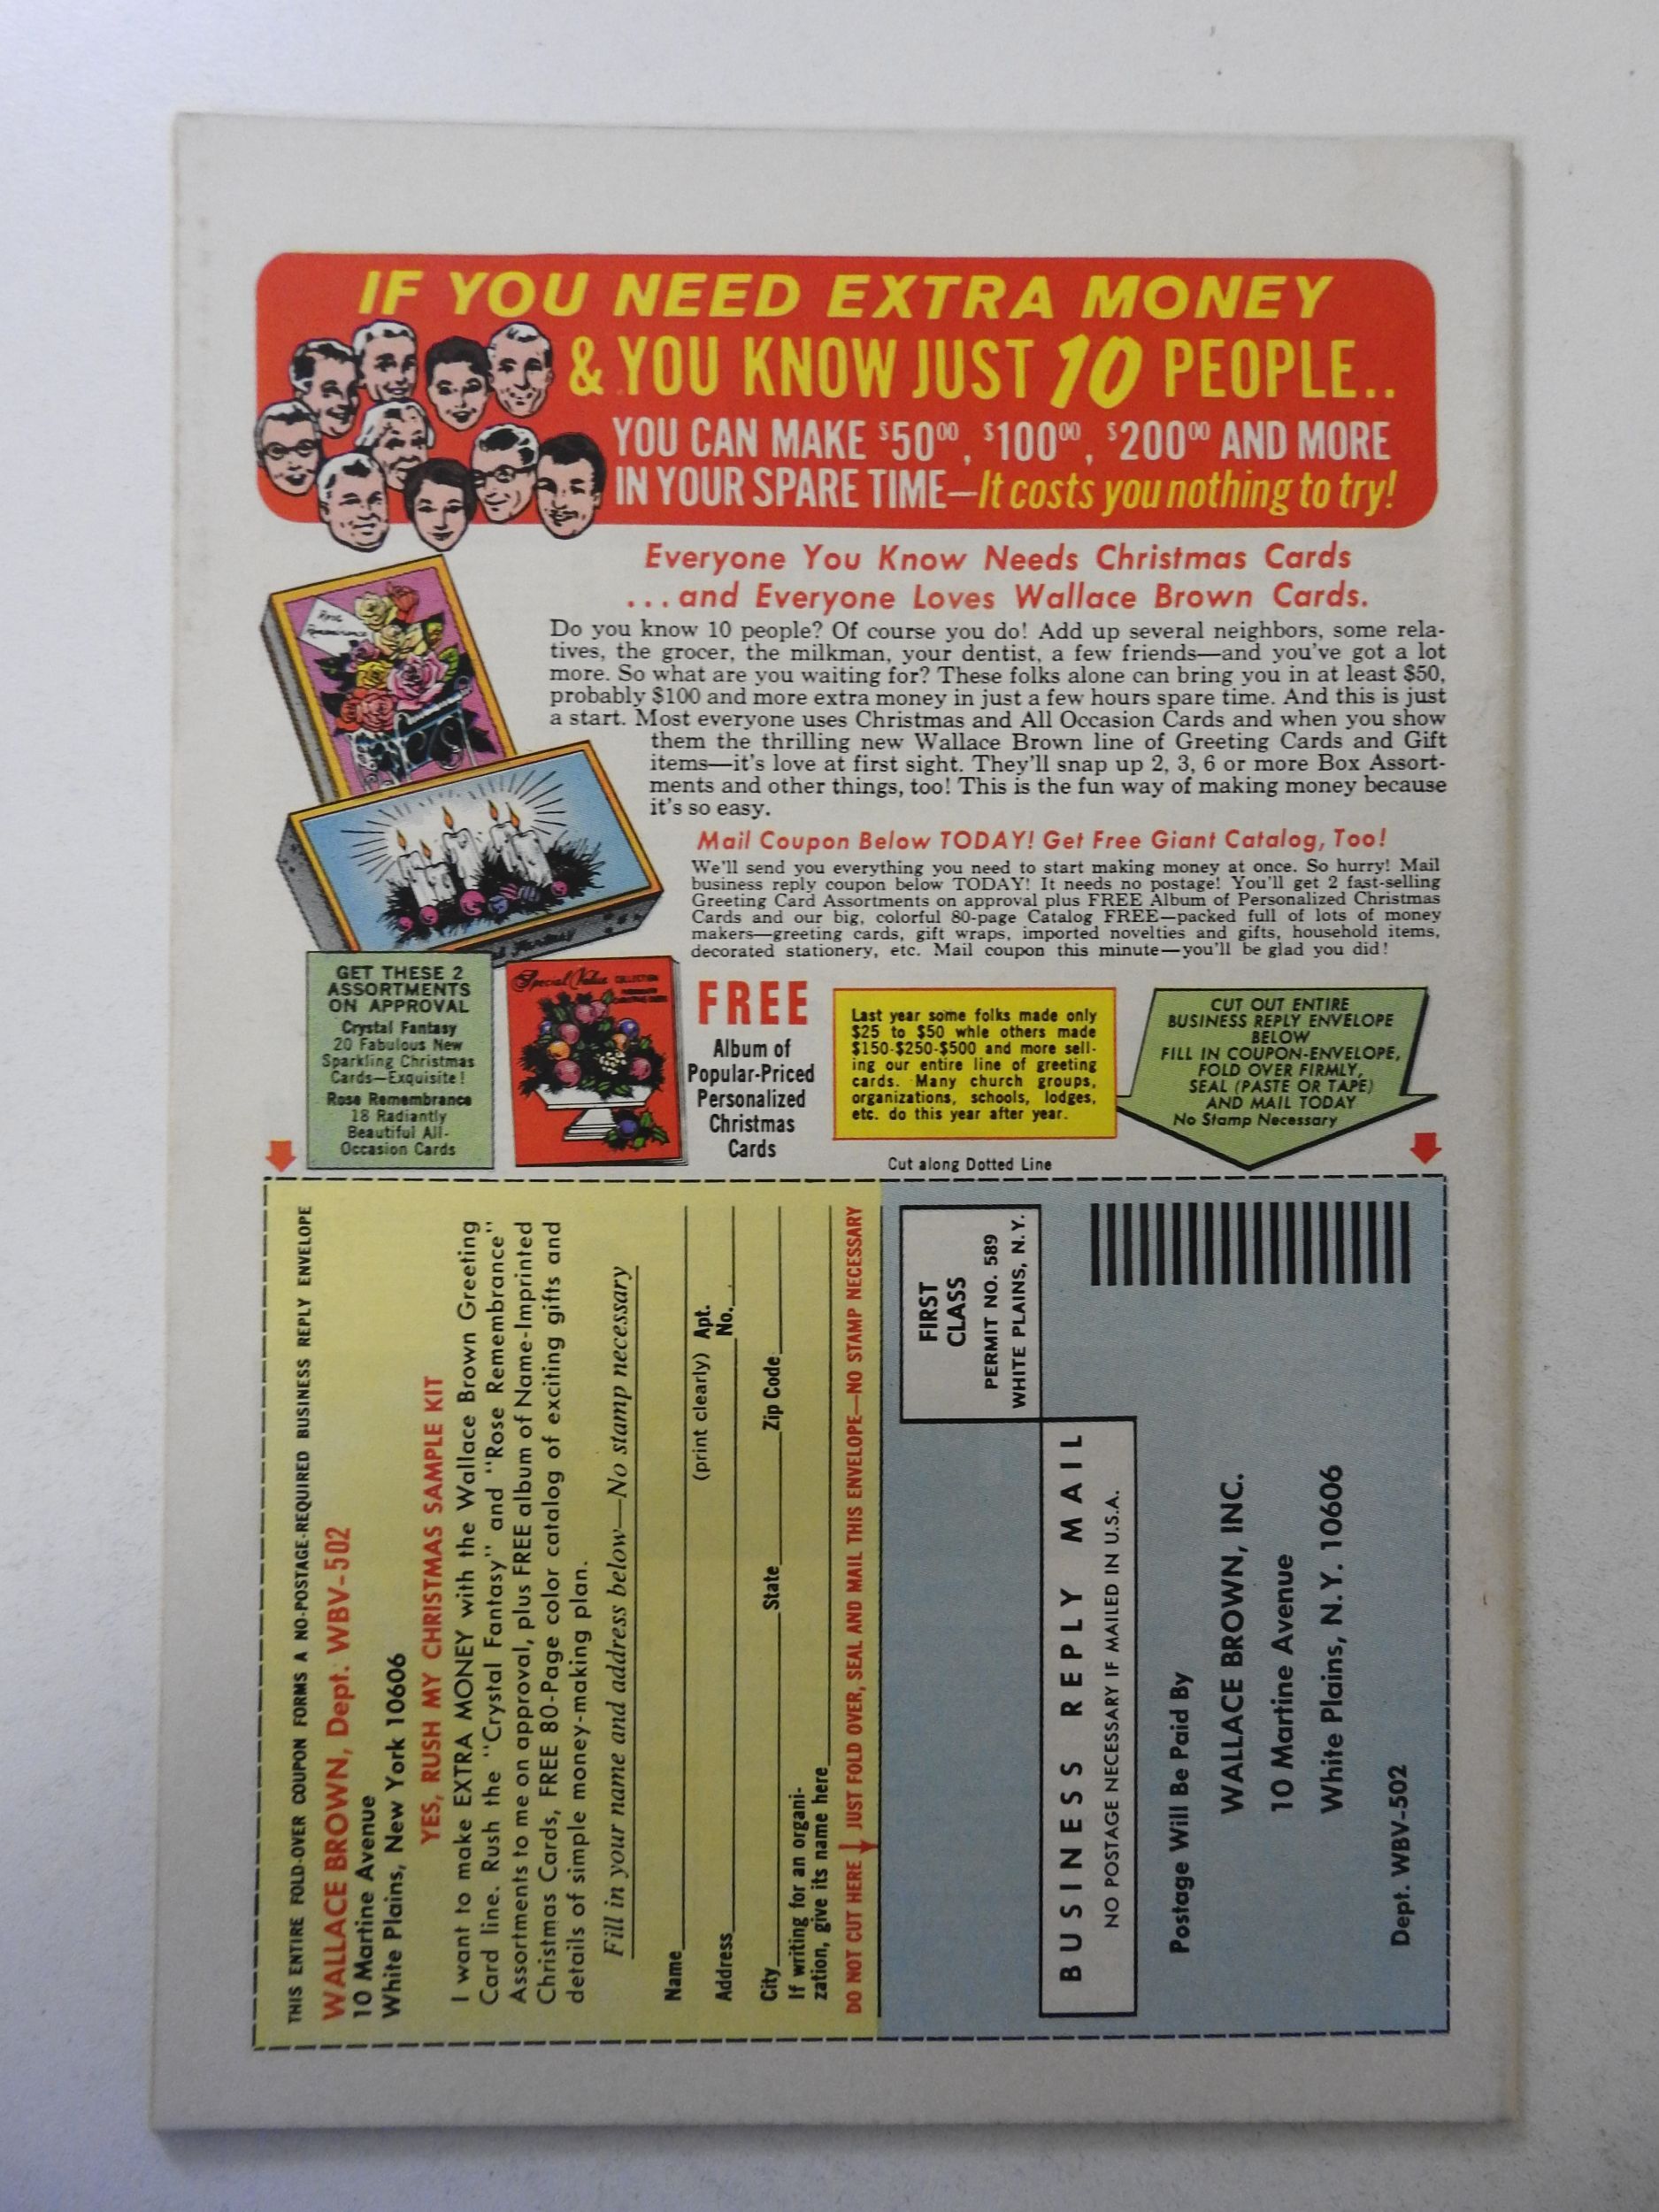 IF YOU NEED EXTRA MONEY
& YOU KNOW JUST 10 PEOPLE..
YOU CAN MAKE $5000, $10000, $20000 AND MORE
IN YOUR SPARE TIME—It costs you nothing to try!
Everyone You Know Needs Christmas Cards
...and Everyone Loves Wallace Brown Cards.
Do you know 10 people? Of course you do! Add up several neighbors, some rela-
tives, the grocer, the milkman, your dentist, a few friends—and you've got a lot
more. So what are you waiting for? These folks alone can bring you in at least $50,
probably $100 and more extra money in just a few hours spare time. And this is just
a start. Most everyone uses Christmas and All Occasion Cards and when you show
them the thrilling new Wallace Brown line of Greeting Cards and Gift
items—it's love at first sight. They'll snap up 2, 3, 6 or more Box Assort-
ments and other things, too! This is the fun way of making money because
it's so easy.
Rose
Remembrance
Mail Coupon Below TODAY! Get Free Giant Catalog, Too!
We'll send you everything you need to start making money at once. So hurry! Mail
business reply coupon below TODAY! It needs no postage! You'll get 2 fast-selling
Greeting Card Assortments on approval plus FREE Album of Personalized Christmas
Cards and our big, colorful 80-page Catalog FREE—packed full of lots of money
makers—greeting cards, gift wraps, imported novelties and gifts, household items,
decorated stationery, etc. Mail coupon this minute—you'll be glad you did!
Fantasy
GET THESE 2
ASSORTMENTS
ON APPROVAL
Crystal Fantasy
20 Fabulous New
Sparkling Christmas
Cards—Exquisite!
Rose Remembrance
18 Radiantly
Beautiful All-
Occasion Cards
Special Value COLLECTION
FREE
Album of
Popular-Priced
Personalized
Christmas
Cards
Last year some folks made only
$25 to $50 whle others made
$150-$250-$500 and more sell-
ing our entire line of greeting
cards. Many church groups,
organizations, schools, lodges,
etc. do this year after year.
CUT OUT ENTIRE
BUSINESS REPLY ENVELOPE
BELOW
FILL IN COUPON-ENVELOPE,
FOLD OVER FIRMLY,
SEAL (PASTE OR TAPE)
AND MAIL TODAY
No Stamp Necessary
Cut along Dotted Line
THIS ENTIRE FOLD-OVER COUPON FORMS A NO-POSTAGE-REQUIRED BUSINESS REPLY ENVELOPE
WALLACE BROWN, Dept. WBV-502
10 Martine Avenue
White Plains, New York 10606
YES, RUSH MY CHRISTMAS SAMPLE KIT
I want to make EXTRA MONEY with the Wallace Brown Greeting
Card line. Rush the "Crystal Fantasy" and "Rose Remembrance"
Assortments to me on approval, plus FREE album of Name-Imprinted
Christmas Cards, FREE 80-Page color catalog of exciting gifts and
details of simple money-making plan.
Fill in your name and address below—No stamp necessary
Name
(print clearly) Apt.
Address No.
City State Zip Code
If writing for an organi-
zation, give its name here
DO NOT CUT HERE JUST FOLD OVER, SEAL AND MAIL THIS ENVELOPE—NO STAMP NECESSARY
FIRST
CLASS
PERMIT NO. 589
WHITE PLAINS, N.Y.
BUSINESS REPLY MAIL
NO POSTAGE NECESSARY IF MAILED IN U.S.A.
Postage Will Be Paid By
WALLACE BROWN, INC.
10 Martine Avenue
White Plains, N.Y. 10606
Dept. WBV-502